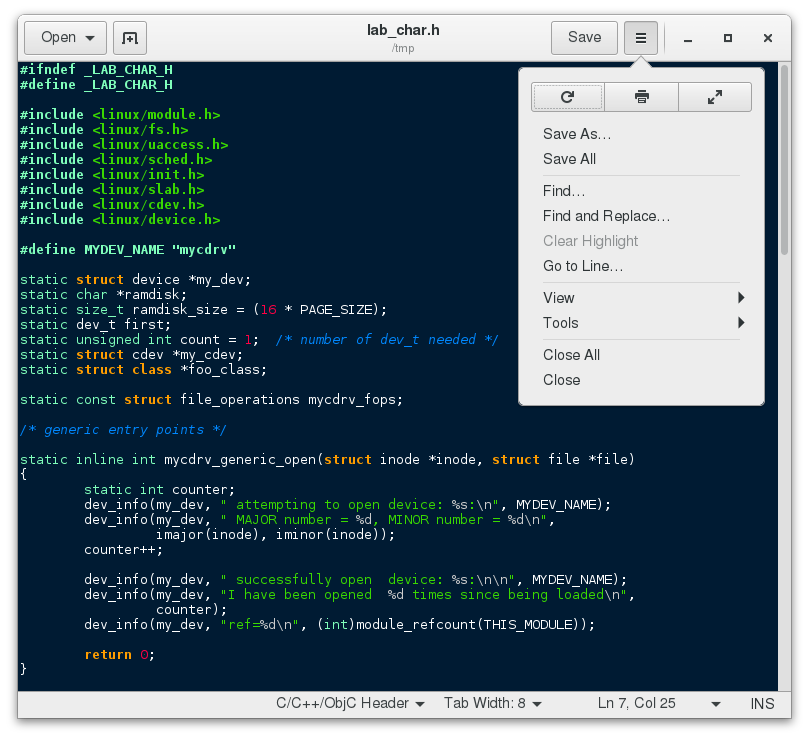 Open
lab_char.h
/tmp
Save
#ifndef _LAB_CHAR_H
#define _LAB_CHAR_H
#include <linux/module.h>
#include <linux/fs.h>
#include <linux/uaccess.h>
#include <linux/sched.h>
#include <linux/init.h>
#include <linux/slab.h>
#include <linux/cdev.h>
#include <linux/device.h>
#define MYDEV_NAME "mycdrv"
static struct device *my_dev;
static char *ramdisk;
static size_t ramdisk_size = (16 * PAGE_SIZE);
static dev_t first;
static unsigned int count = 1;  /* number of dev_t needed */
static struct cdev *my_cdev;
static struct class *foo_class;
static const struct file_operations mycdrv_fops;
/* generic entry points */
static inline int mycdrv_generic_open(struct inode *inode, struct file *file)
{
        static int counter;
        dev_info(my_dev, " attempting to open device: %s:\n", MYDEV_NAME);
        dev_info(my_dev, " MAJOR number = %d, MINOR number = %d\n",
                 imajor(inode), iminor(inode));
        counter++;
        dev_info(my_dev, " successfully open  device: %s:\n\n", MYDEV_NAME);
        dev_info(my_dev, "I have been opened  %d times since being loaded\n",
                 counter);
        dev_info(my_dev, "ref=%d\n", (int)module_refcount(THIS_MODULE));
        return 0;
}
Save As…
Save All
Find…
Find and Replace…
Clear Highlight
Go to Line…
View
Tools
Close All
Close
C/C++/ObjC Header
Tab Width: 8
Ln 7, Col 25
INS